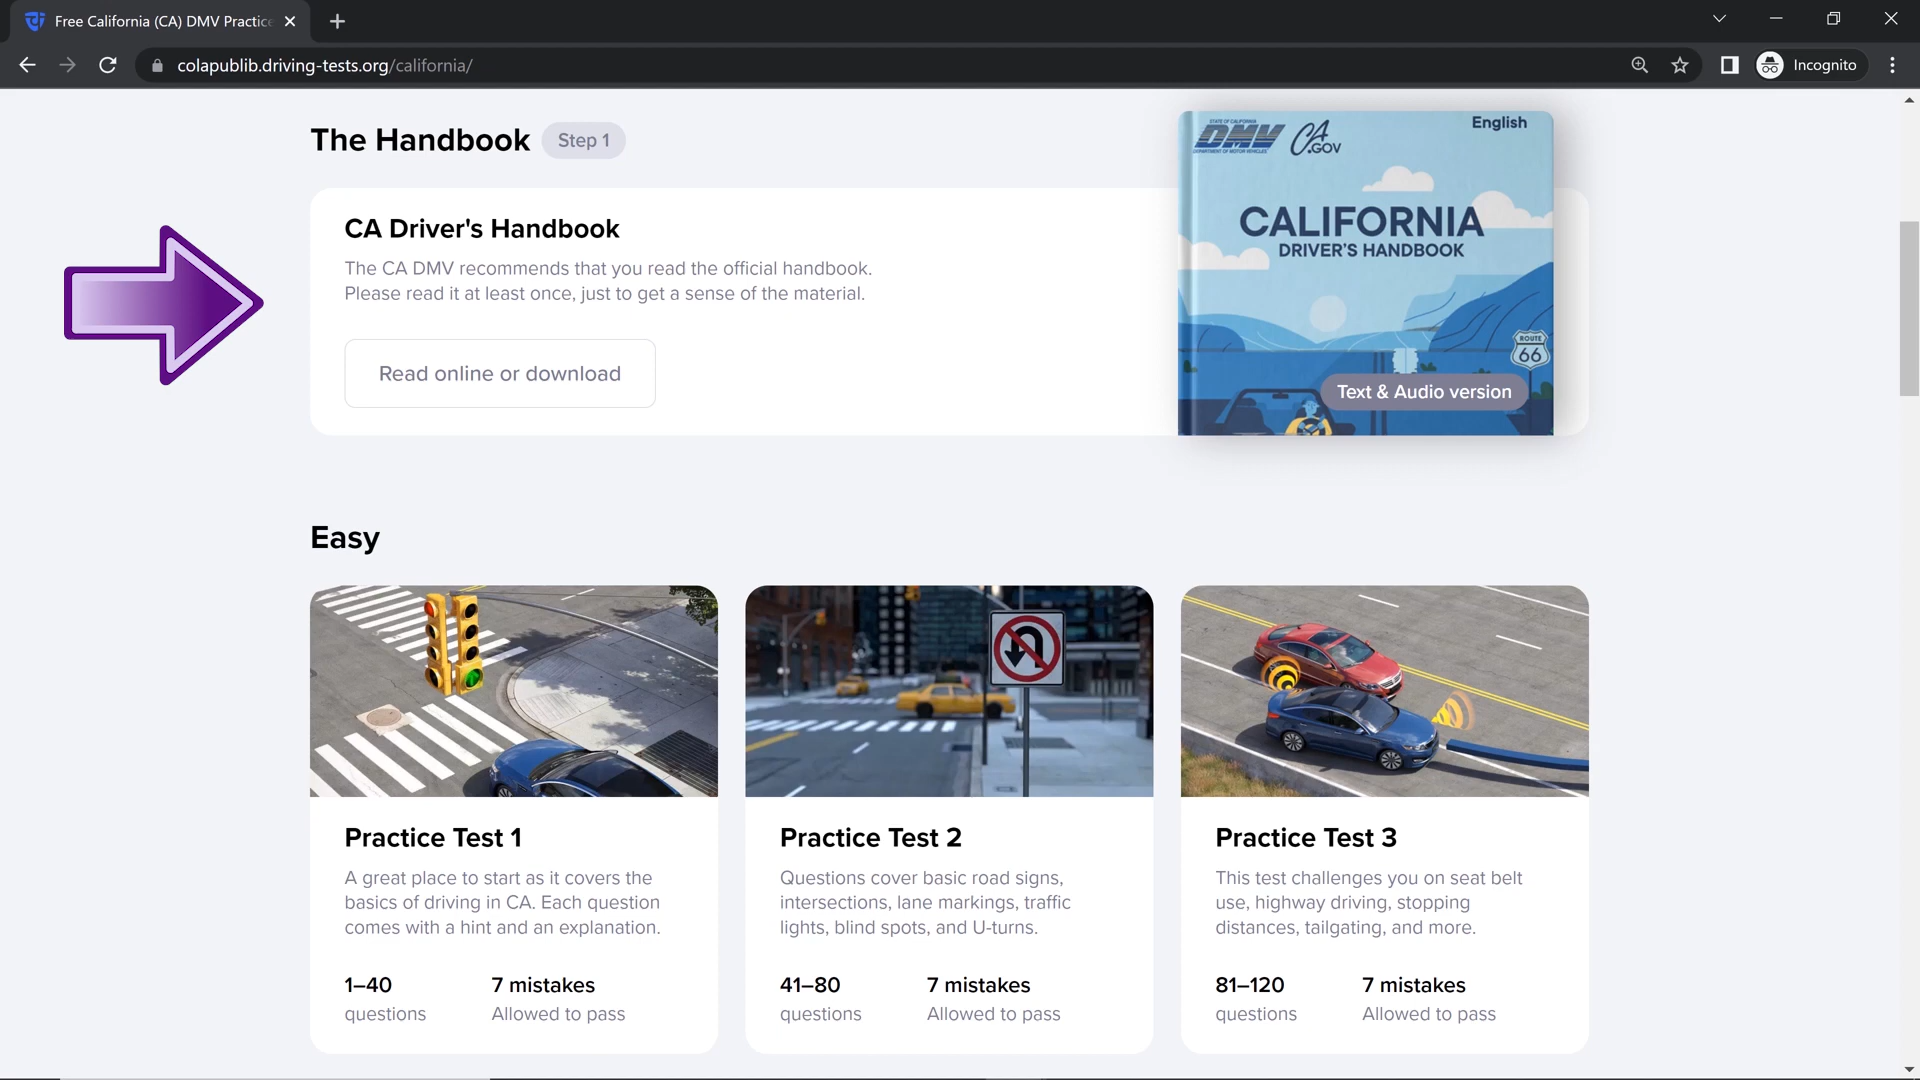 Free California (CA) DMV Practic
colapublib.driving-tests.org/california/
Incognito
The Handbook
Step 1
CA Driver's Handbook
The CA DMV recommends that you read the official handbook.
Please read it at least once, just to get a sense of the material.
Read online or download
STATE OF CALIFORNIA
DMV
DEPARTMENT OF MOTOR VEHICLES
CA
.GOV
English
CALIFORNIA
DRIVER'S HANDBOOK
ROUTE
66
Text & Audio version
Easy
Practice Test 1
A great place to start as it covers the
basics of driving in CA. Each question
comes with a hint and an explanation.
1–40
questions
7 mistakes
Allowed to pass
Practice Test 2
Questions cover basic road signs,
intersections, lane markings, traffic
lights, blind spots, and U-turns.
41–80
questions
7 mistakes
Allowed to pass
Practice Test 3
This test challenges you on seat belt
use, highway driving, stopping
distances, tailgating, and more.
81–120
questions
7 mistakes
Allowed to pass